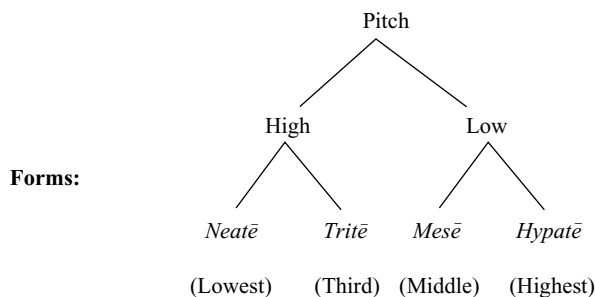 Pitch
High Low
Forms:
Neatē Tritē Mesē Hypatē
(Lowest) (Third) (Middle) (Highest)